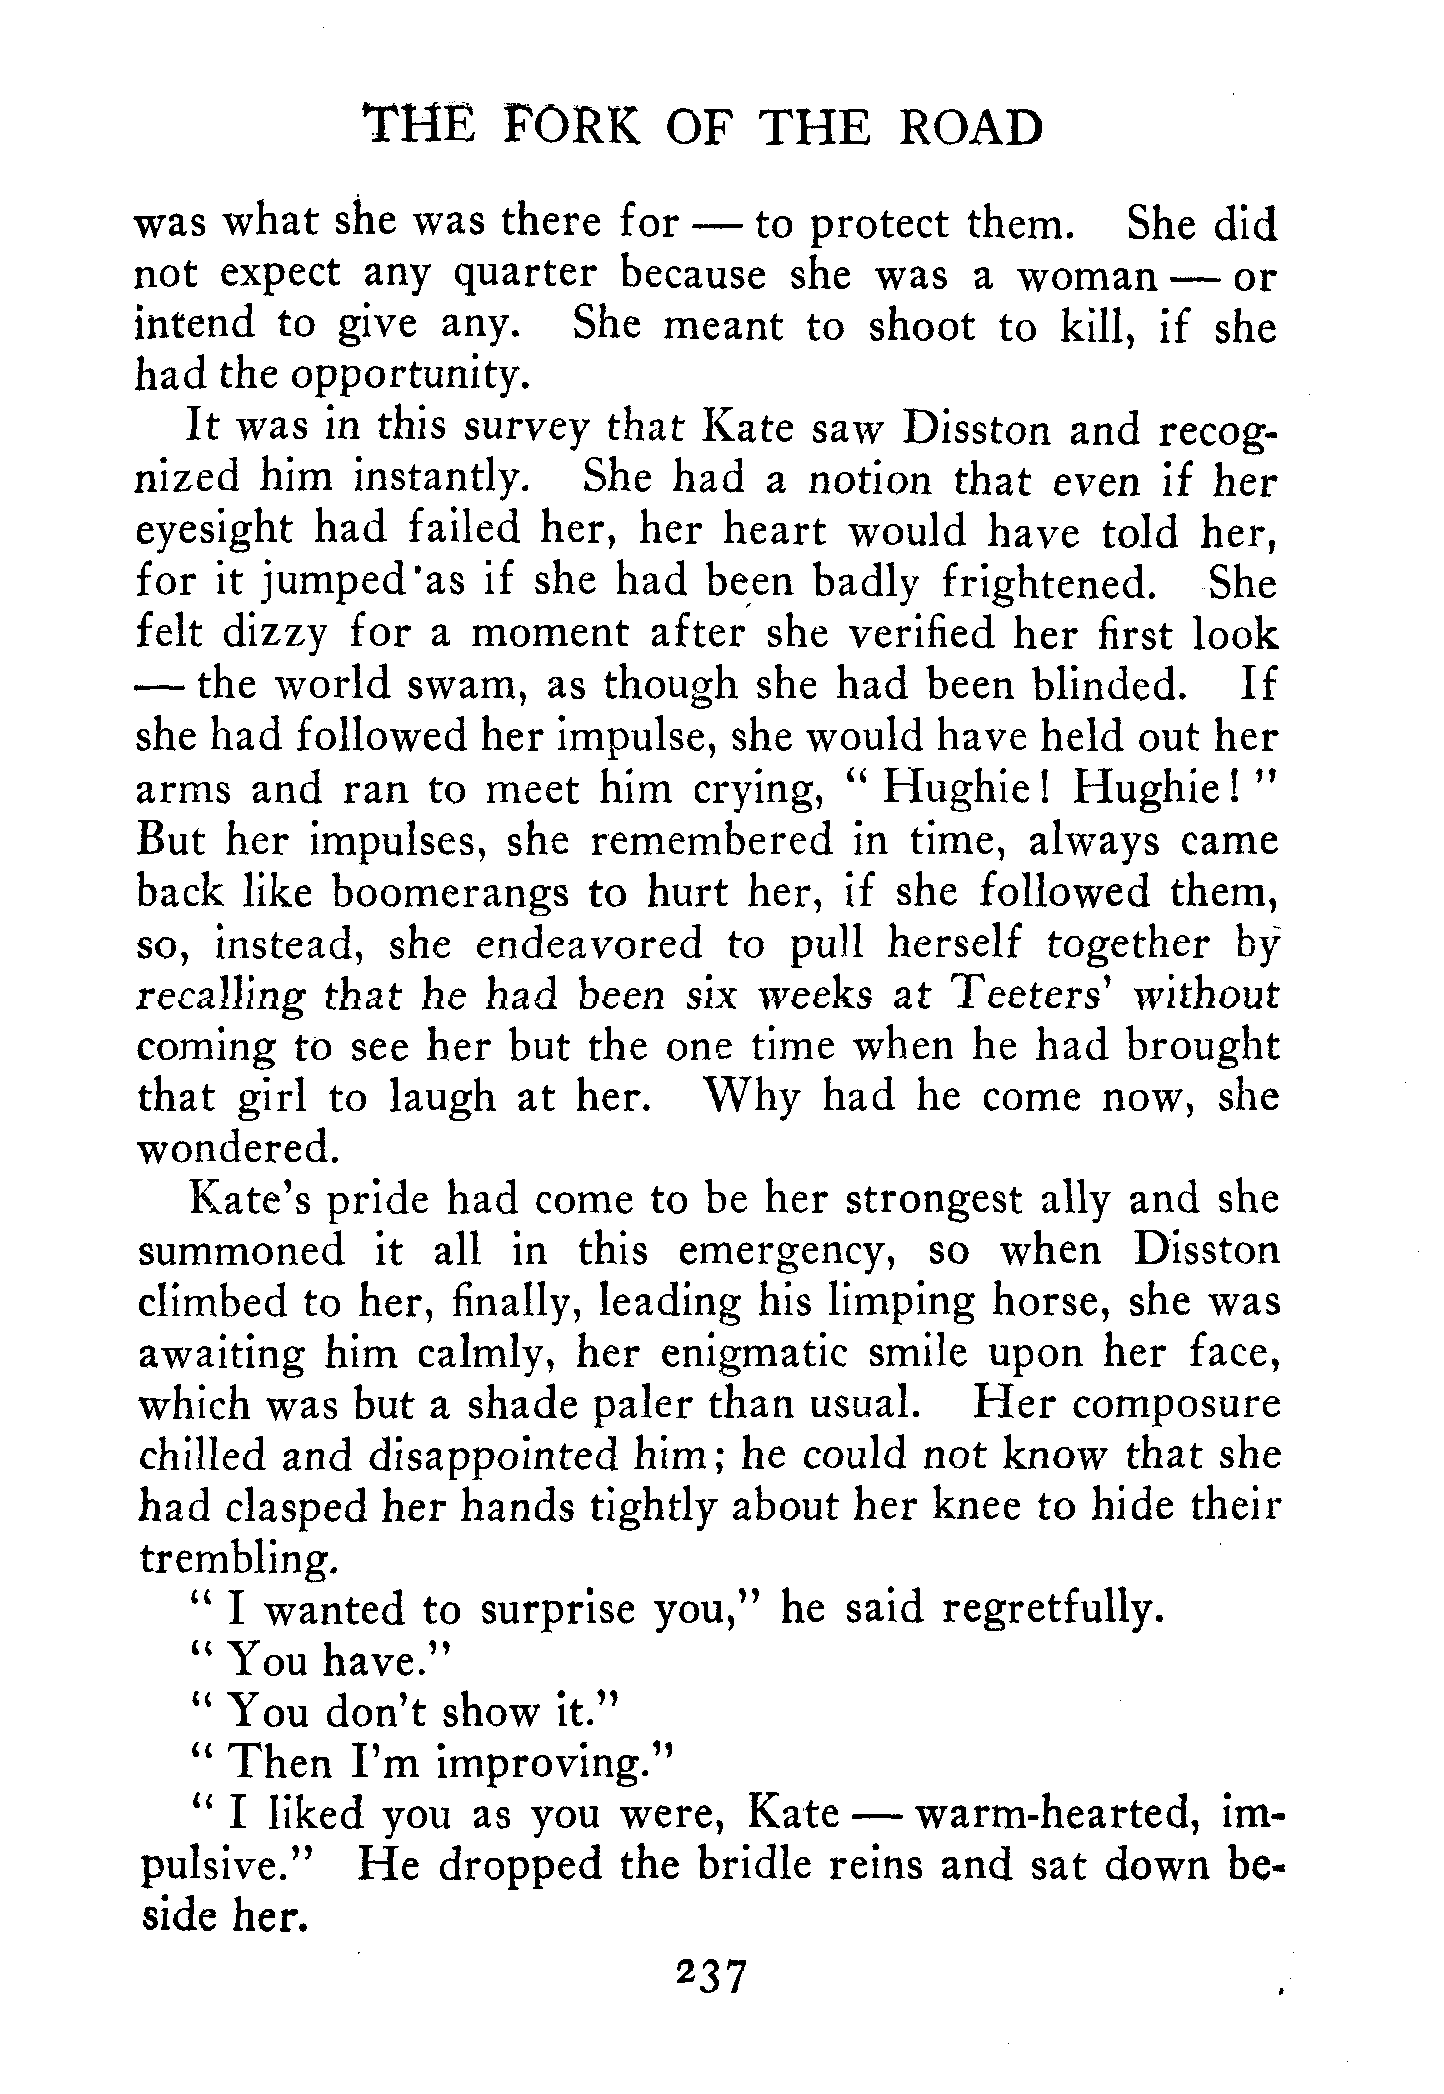 THE FORK OF THE ROAD
was what she was there for — to protect them. She did
not expect any quarter because she was a woman — or
intend to give any. She meant to shoot to kill, if she
had the opportunity.
It was in this survey that Kate saw Disston and recog-
nized him instantly. She had a notion that even if her
eyesight had failed her, her heart would have told her,
for it jumped as if she had been badly frightened. She
felt dizzy for a moment after she verified her first look
— the world swam, as though she had been blinded. If
she had followed her impulse, she would have held out her
arms and ran to meet him crying, " Hughie! Hughie! "
But her impulses, she remembered in time, always came
back like boomerangs to hurt her, if she followed them,
so, instead, she endeavored to pull herself together by
recalling that he had been six weeks at Teeters' without
coming to see her but the one time when he had brought
that girl to laugh at her. Why had he come now, she
wondered.
Kate's pride had come to be her strongest ally and she
summoned it all in this emergency, so when Disston
climbed to her, finally, leading his limping horse, she was
awaiting him calmly, her enigmatic smile upon her face,
which was but a shade paler than usual. Her composure
chilled and disappointed him; he could not know that she
had clasped her hands tightly about her knee to hide their
trembling.
" I wanted to surprise you," he said regretfully.
" You have."
" You don't show it."
" Then I'm improving."
" I liked you as you were, Kate — warm-hearted, im-
pulsive." He dropped the bridle reins and sat down be-
side her.
237